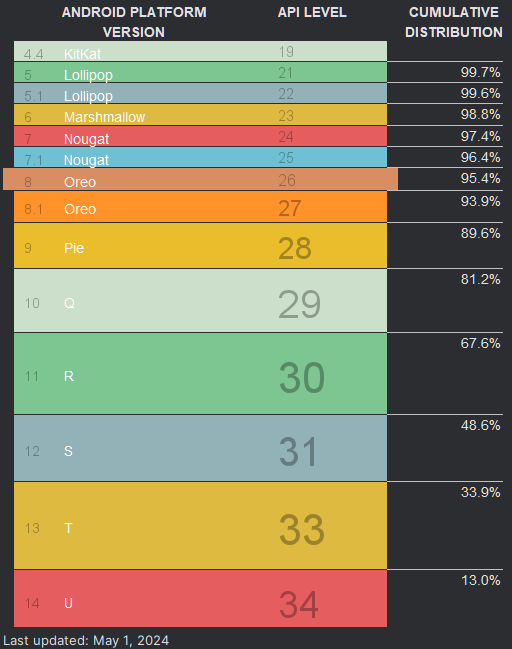 ANDROID PLATFORM VERSION API LEVEL CUMULATIVE DISTRIBUTION
4.4 KitKat 19
5 Lollipop 21 99.7%
5.1 Lollipop 22 99.6%
6 Marshmallow 23 98.8%
7 Nougat 24 97.4%
7.1 Nougat 25 96.4%
8 Oreo 26 95.4%
8.1 Oreo 27 93.9%
9 Pie 28 89.6%
10 Q 29 81.2%
11 R 30 67.6%
12 S 31 48.6%
13 T 33 33.9%
14 U 34 13.0%
Last updated: May 1, 2024